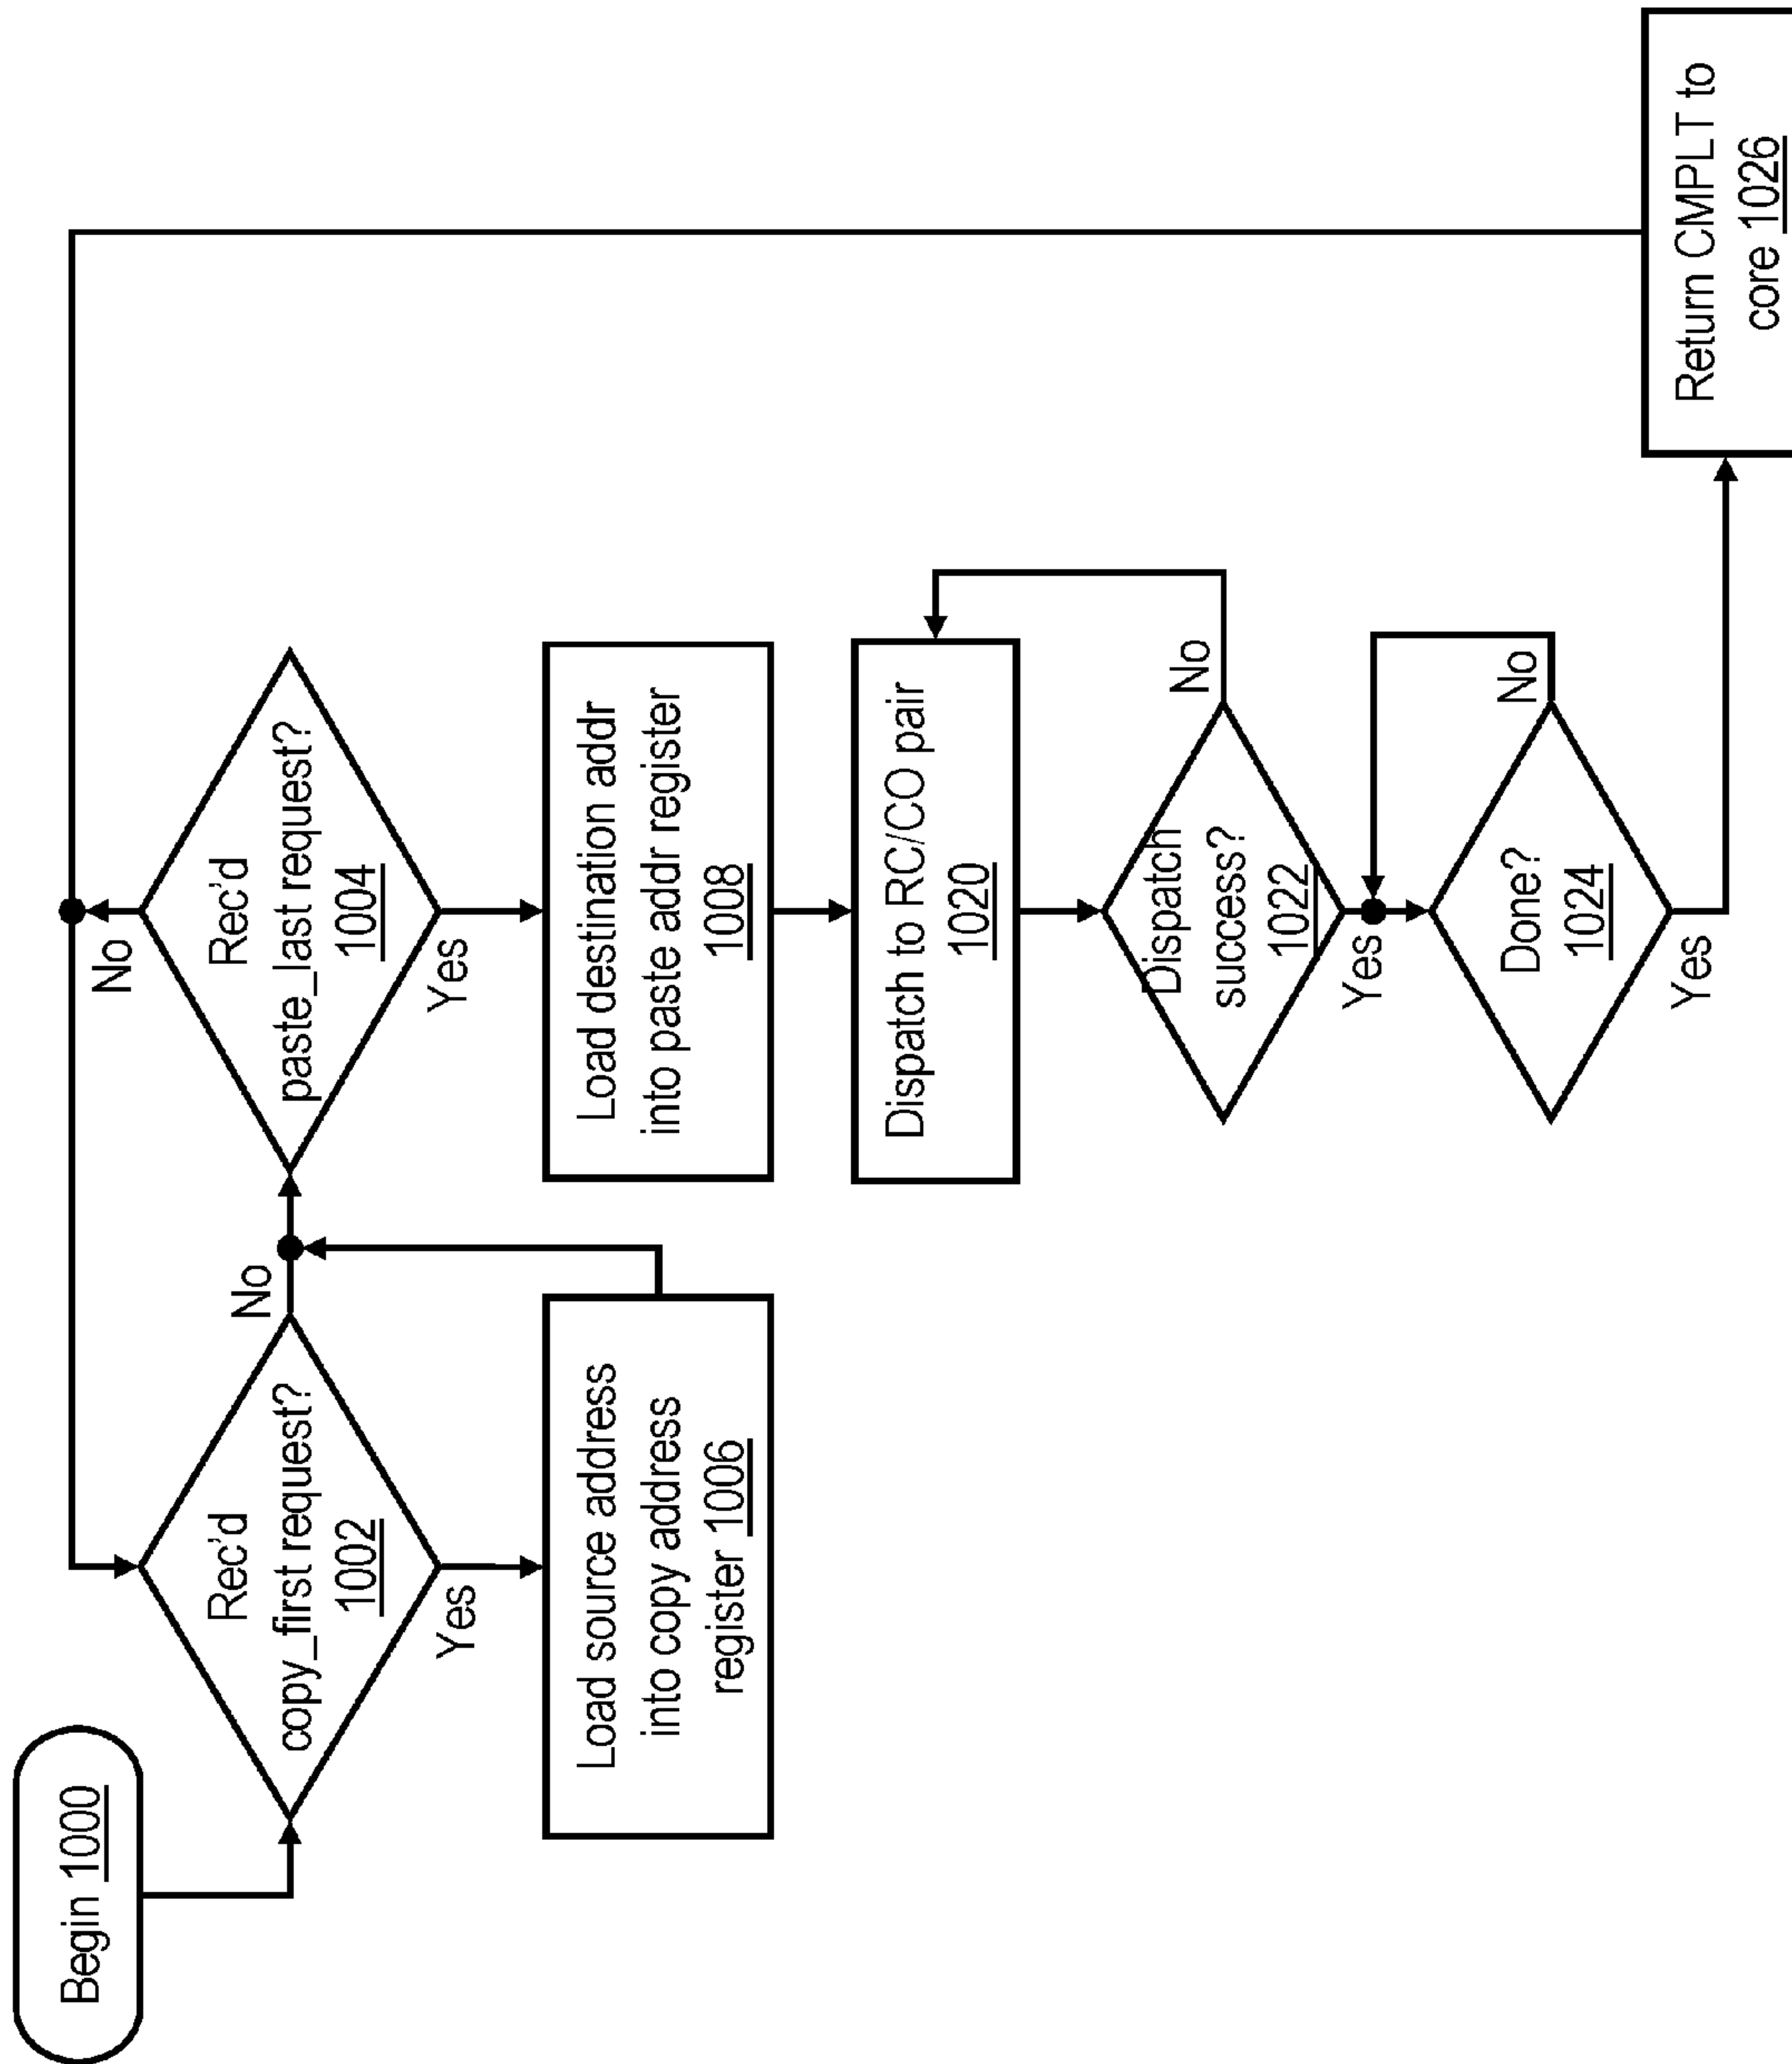 Begin 1000
Rec'd
copy_first request?
1002
No
Yes
Load source address
into copy address
register 1006
Rec'd
paste_last request?
1004
No
Yes
Load destination addr
into paste addr register
1008
Dispatch to RC/CO pair
1020
Dispatch
success?
1022
No
Yes
Done?
1024
No
Yes
Return CMPLT to
core 1026